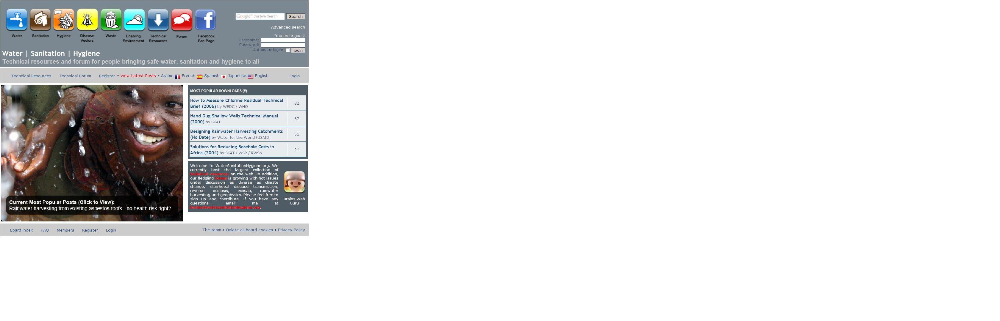 Water
Sanitation
Hygiene
Disease
Vectors
Waste
Enabling
Environment
Technical
Resources
Forum
Facebook
Fan Page
Google™ Custom Search
Search
Advanced search
You are a guest
Username:
Password:
Automatic login:
login
Water | Sanitation | Hygiene
Technical resources and forum for people bringing safe water, sanitation and hygiene to all
Technical Resources Technical Forum Register • View Latest Posts • Arabic French Spanish Japanese English Login
Current Most Popular Posts (Click to View):
Rainwater harvesting from existing asbestos roofs - no health risk right?
MOST POPULAR DOWNLOADS (#)
How to Measure Chlorine Residual Technical
Brief (2005) by WEDC / WHO
82
Hand Dug Shallow Wells Technical Manual
(2000) by SKAT
67
Designing Rainwater Harvesting Catchments
(No Date) by Water for the World (USAID)
51
Solutions for Reducing Borehole Costs in
Africa (2004) by SKAT / WSP / RWSN
21
Welcome to WaterSanitationHygiene.org. We
currently host the largest collection of
technical resources on the web. In addition,
our fledgling forum is growing with hot issues
under discussion as diverse as climate
change, diarrhoeal disease transmission,
reverse osmosis, ecosan, rainwater
harvesting and geophysics. Please feel free to
sign up and contribute. If you have any
questions email me at
Brains@watersanitationhygiene.org.
Brains Web
Guru
Board index FAQ Members Register Login
The team • Delete all board cookies • Privacy Policy